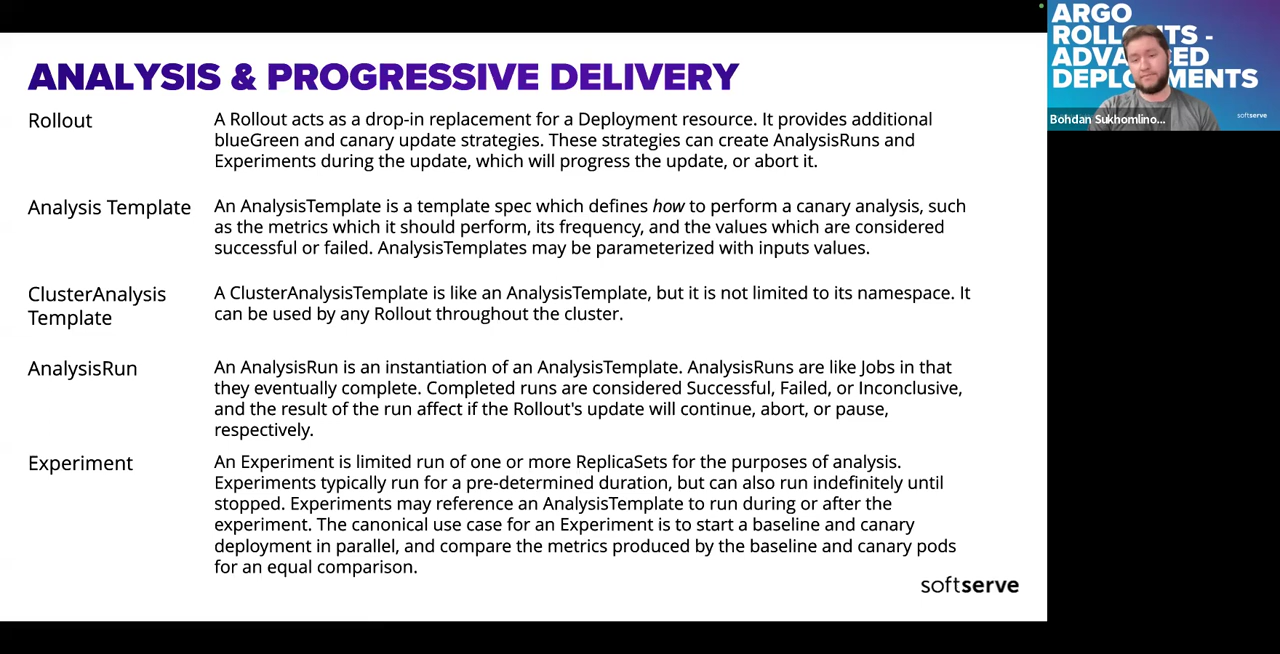 ANALYSIS & PROGRESSIVE DELIVERY
Rollout
A Rollout acts as a drop-in replacement for a Deployment resource. It provides additional
blueGreen and canary update strategies. These strategies can create AnalysisRuns and
Experiments during the update, which will progress the update, or abort it.
Analysis Template
An AnalysisTemplate is a template spec which defines how to perform a canary analysis, such
as the metrics which it should perform, its frequency, and the values which are considered
successful or failed. AnalysisTemplates may be parameterized with inputs values.
ClusterAnalysis
Template
A ClusterAnalysisTemplate is like an AnalysisTemplate, but it is not limited to its namespace. It
can be used by any Rollout throughout the cluster.
AnalysisRun
An AnalysisRun is an instantiation of an AnalysisTemplate. AnalysisRuns are like Jobs in that
they eventually complete. Completed runs are considered Successful, Failed, or Inconclusive,
and the result of the run affect if the Rollout's update will continue, abort, or pause,
respectively.
Experiment
An Experiment is limited run of one or more ReplicaSets for the purposes of analysis.
Experiments typically run for a pre-determined duration, but can also run indefinitely until
stopped. Experiments may reference an AnalysisTemplate to run during or after the
experiment. The canonical use case for an Experiment is to start a baseline and canary
deployment in parallel, and compare the metrics produced by the baseline and canary pods
for an equal comparison.
softserve
ARGO
ROLL TS -
ADVA ED
DEPL MENTS
Bohdan Sukhomlino...
softserve